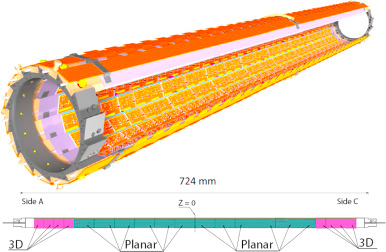 724 mm
Side A
Z = 0
Side C
3D
Planar
Planar
3D